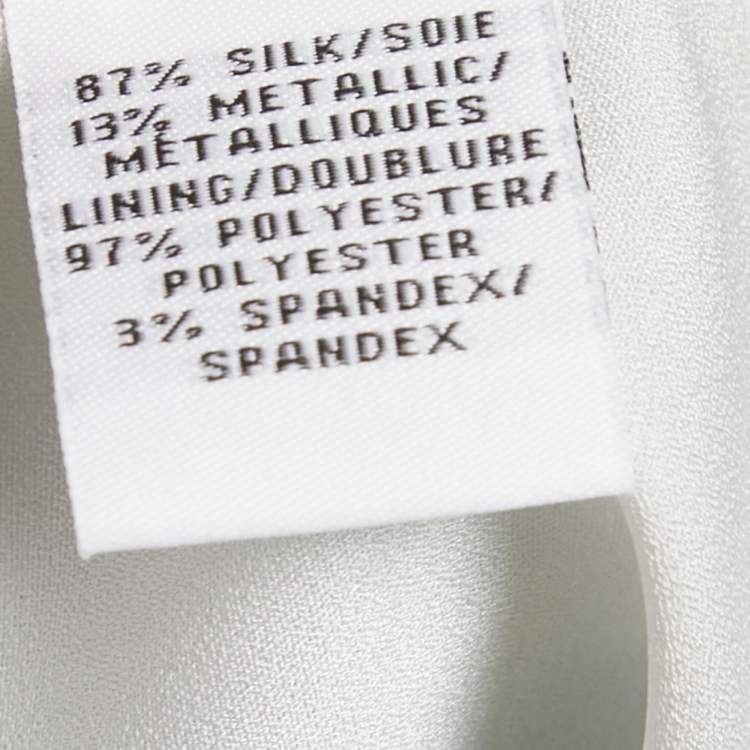 87% SILK/SOIE
13% METALLIC/
MÉTALLIQUES
LINING/DOUBLURE
97% POLYESTER/
POLYESTER
3% SPANDEX/
SPANDEX